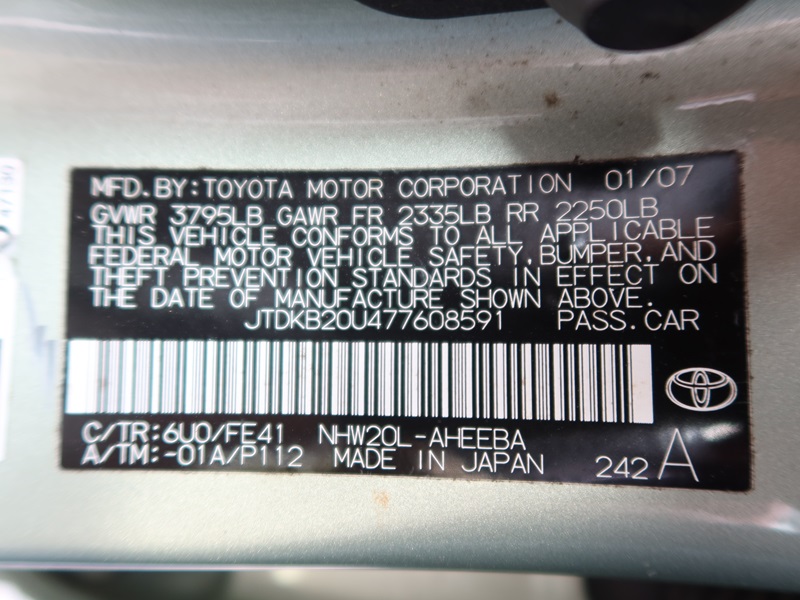 MFD. BY: TOYOTA MOTOR CORPORATION 01/07
GVWR 3795LB GAWR FR 2335LB RR 2250LB
THIS VEHICLE CONFORMS TO ALL APPLICABLE
FEDERAL MOTOR VEHICLE SAFETY, BUMPER, AND
THEFT PREVENTION STANDARDS IN EFFECT ON
THE DATE OF MANUFACTURE SHOWN ABOVE.
JTDKB20U477608591 PASS. CAR
C/TR: 6U0/FE41 NHW20L-AHEEBA
A/TM: -01A/P112 MADE IN JAPAN 242 A